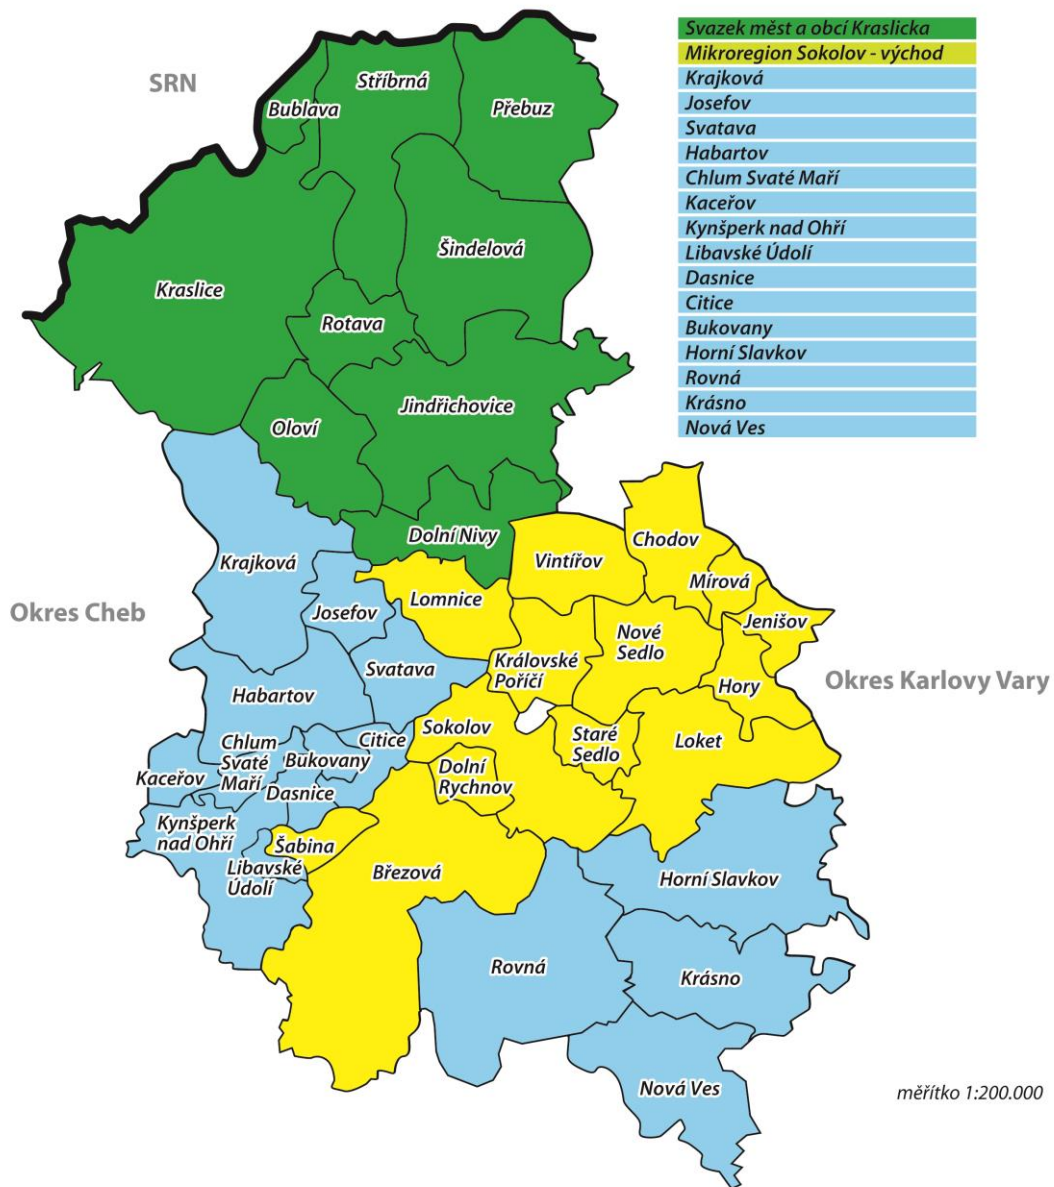 Svazek měst a obcí Kraslicka
Mikroregion Sokolov - východ
Krajková
Josefov
Svatava
Habartov
Chlum Svaté Maří
Kaceřov
Kynšperk nad Ohří
Libavské Údolí
Dasnice
Citice
Bukovany
Horní Slavkov
Rovná
Krásno
Nová Ves
SRN
Stříbrná
Bublava
Přebuz
Šindelová
Kraslice
Rotava
Jindřichovice
Oloví
Dolní Nivy
Chodov
Vintířov
Krajková
Mírová
Lomnice
Okres Cheb
Josefov
Jenišov
Nové
Sedlo
Královské
Poříčí
Svatava
Okres Karlovy Vary
Hory
Habartov
Sokolov
Citice
Staré
Sedlo
Loket
Chlum
Svaté
Maří
Bukovany
Dolní
Rychnov
Kaceřov
Dasnice
Kynšperk
nad Ohří
Šabina
Libavské
Údolí
Březová
Horní Slavkov
Rovná
Krásno
Nová Ves
měřítko 1:200.000